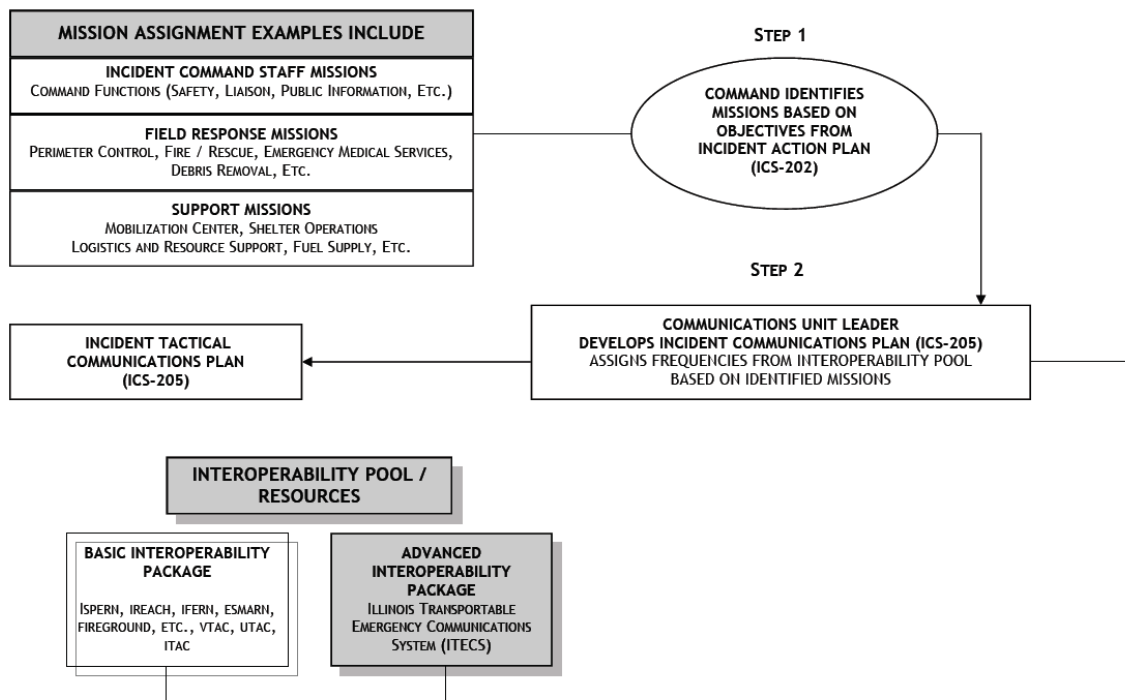 MISSION ASSIGNMENT EXAMPLES INCLUDE
INCIDENT COMMAND STAFF MISSIONS
COMMAND FUNCTIONS (SAFETY, LIAISON, PUBLIC INFORMATION, ETC.)
FIELD RESPONSE MISSIONS
PERIMETER CONTROL, FIRE / RESCUE, EMERGENCY MEDICAL SERVICES,
DEBRIS REMOVAL, ETC.
SUPPORT MISSIONS
MOBILIZATION CENTER, SHELTER OPERATIONS
LOGISTICS AND RESOURCE SUPPORT, FUEL SUPPLY, ETC.
STEP 1
COMMAND IDENTIFIES
MISSIONS BASED ON
OBJECTIVES FROM
INCIDENT ACTION PLAN
(ICS-202)
STEP 2
COMMUNICATIONS UNIT LEADER
DEVELOPS INCIDENT COMMUNICATIONS PLAN (ICS-205)
ASSIGNS FREQUENCIES FROM INTEROPERABILITY POOL
BASED ON IDENTIFIED MISSIONS
INCIDENT TACTICAL
COMMUNICATIONS PLAN
(ICS-205)
INTEROPERABILITY POOL /
RESOURCES
BASIC INTEROPERABILITY
PACKAGE
ISPERN, IREACH, IFERN, ESMARN,
FIREGROUND, ETC., VTAC, UTAC,
ITAC
ADVANCED
INTEROPERABILITY
PACKAGE
ILLINOIS TRANSPORTABLE
EMERGENCY COMMUNICATIONS
SYSTEM (ITECS)